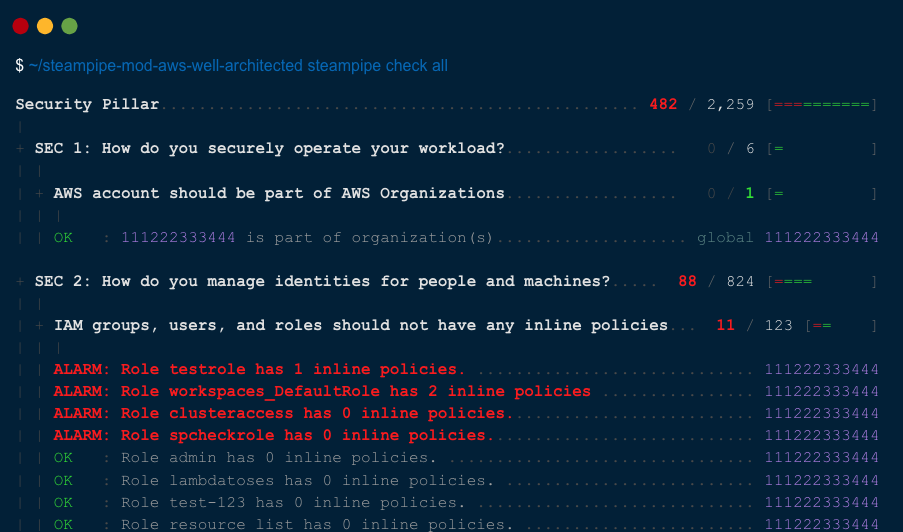 $ ~/steampipe-mod-aws-well-architected steampipe check all
Security Pillar.................................................. 482 / 2,259 [==========]
|
+ SEC 1: How do you securely operate your workload?.................. 0 / 6 [= ]
| |
| + AWS account should be part of AWS Organizations.................. 0 / 1 [= ]
| | |
| | OK : 111222333444 is part of organization(s).................... global 111222333444
+ SEC 2: How do you manage identities for people and machines?..... 88 / 824 [==== ]
| |
| + IAM groups, users, and roles should not have any inline policies... 11 / 123 [== ]
| | |
| | ALARM: Role testrole has 1 inline policies. ............................. 111222333444
| | ALARM: Role workspaces_DefaultRole has 2 inline policies ................. 111222333444
| | ALARM: Role clusteraccess has 0 inline policies.......................... 111222333444
| | ALARM: Role spcheckrole has 0 inline policies............................ 111222333444
| | OK : Role admin has 0 inline policies. ................................ 111222333444
| | OK : Role lambdatoses has 0 inline policies. .......................... 111222333444
| | OK : Role test-123 has 0 inline policies. ............................. 111222333444
| | OK : Role resource list has 0 inline policies. ........................ 111222333444